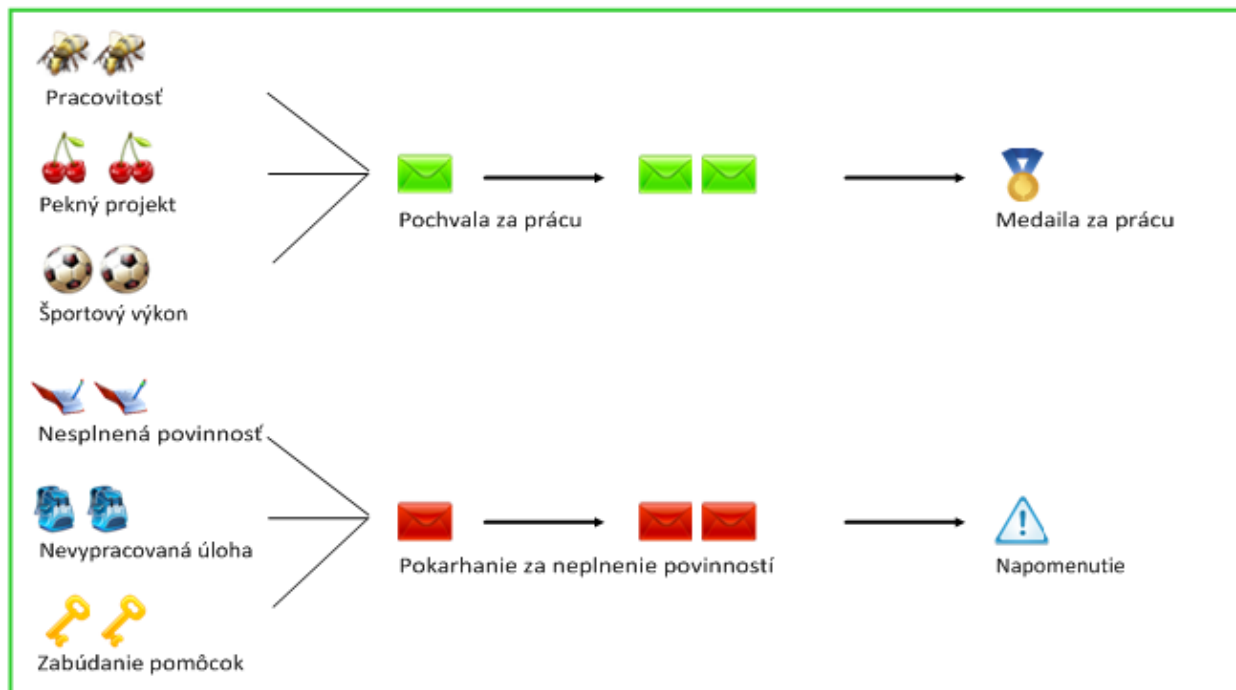 Pracovitosť
Pekný projekt
Športový výkon
Pochvala za prácu
Medaila za prácu
Nesplnená povinnosť
Nevypracovaná úloha
Zabúdanie pomôcok
Pokarhanie za neplnenie povinností
Napomenutie